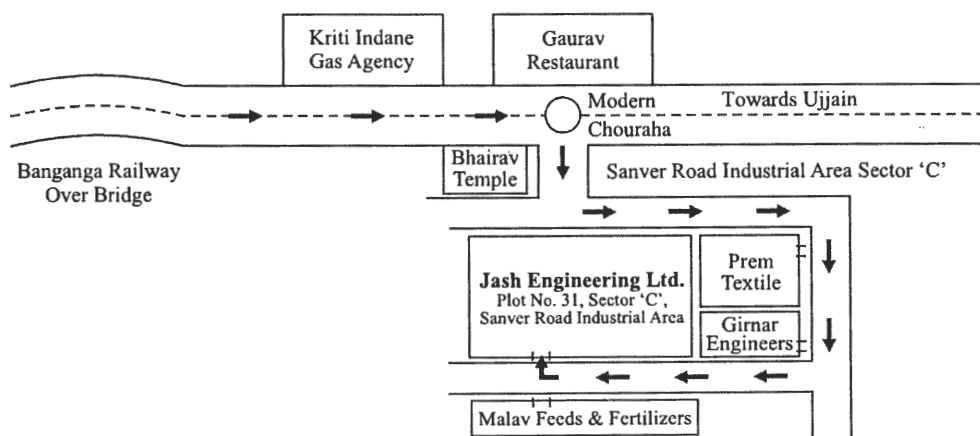 Kriti Indane
Gas Agency
Gaurav
Restaurant
Modern
Chouraha
Towards Ujjain
Banganga Railway
Over Bridge
Bhairav
Temple
Sanver Road Industrial Area Sector ‘C’
Jash Engineering Ltd.
Plot No. 31, Sector ‘C’,
Sanver Road Industrial Area
Prem
Textile
Girnar
Engineers
Malav Feeds & Fertilizers